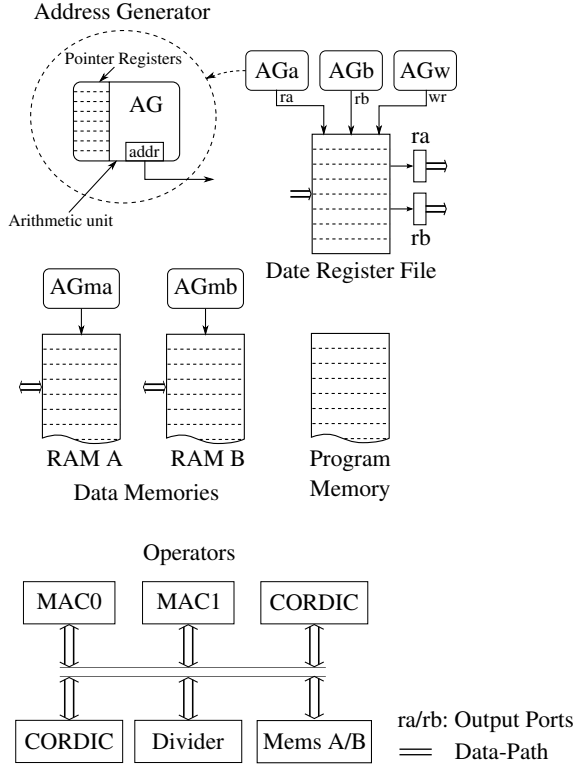 Address Generator
Pointer Registers
AG
addr
Arithmetic unit
AGa
AGb
AGw
ra
rb
wr
ra
rb
Date Register File
AGma
AGmb
RAM A
RAM B
Data Memories
Program
Memory
Operators
MAC0
MAC1
CORDIC
CORDIC
Divider
Mems A/B
ra/rb: Output Ports
Data-Path